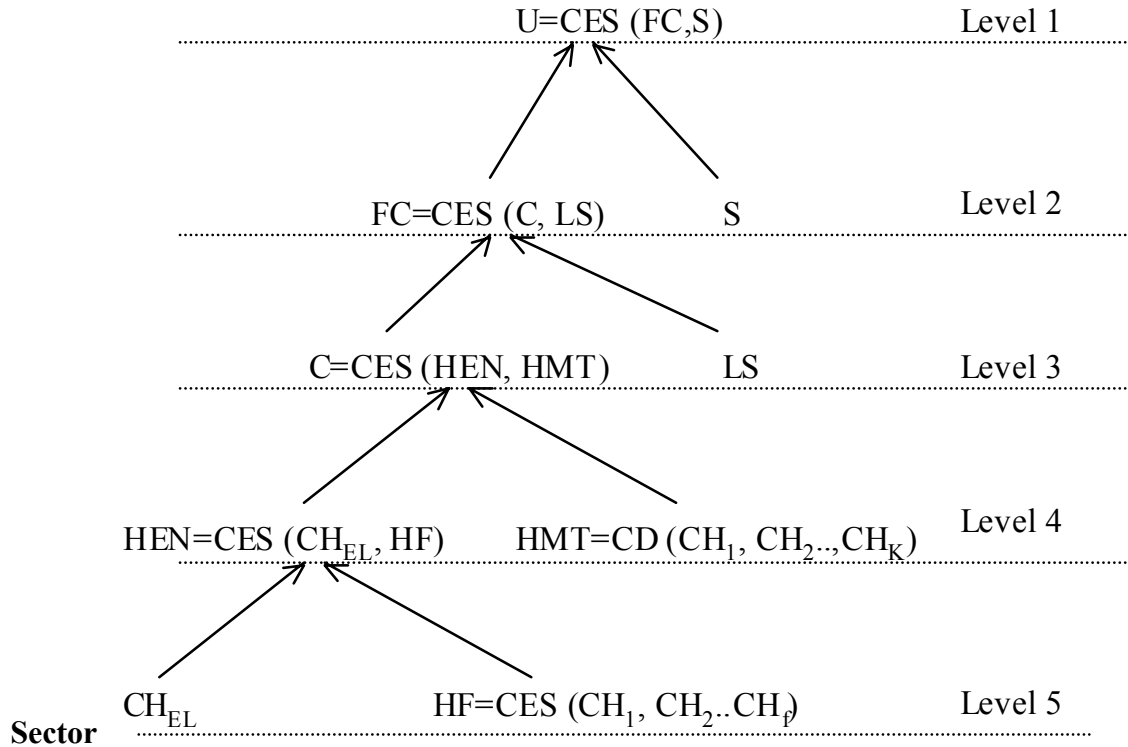 U=CES (FC,S) Level 1
FC=CES (C, LS) S Level 2
C=CES (HEN, HMT) LS Level 3
HEN=CES (CH_EL, HF) HMT=CD (CH_1, CH_2..,CH_K) Level 4
CH_EL HF=CES (CH_1, CH_2..CH_f) Level 5
Sector